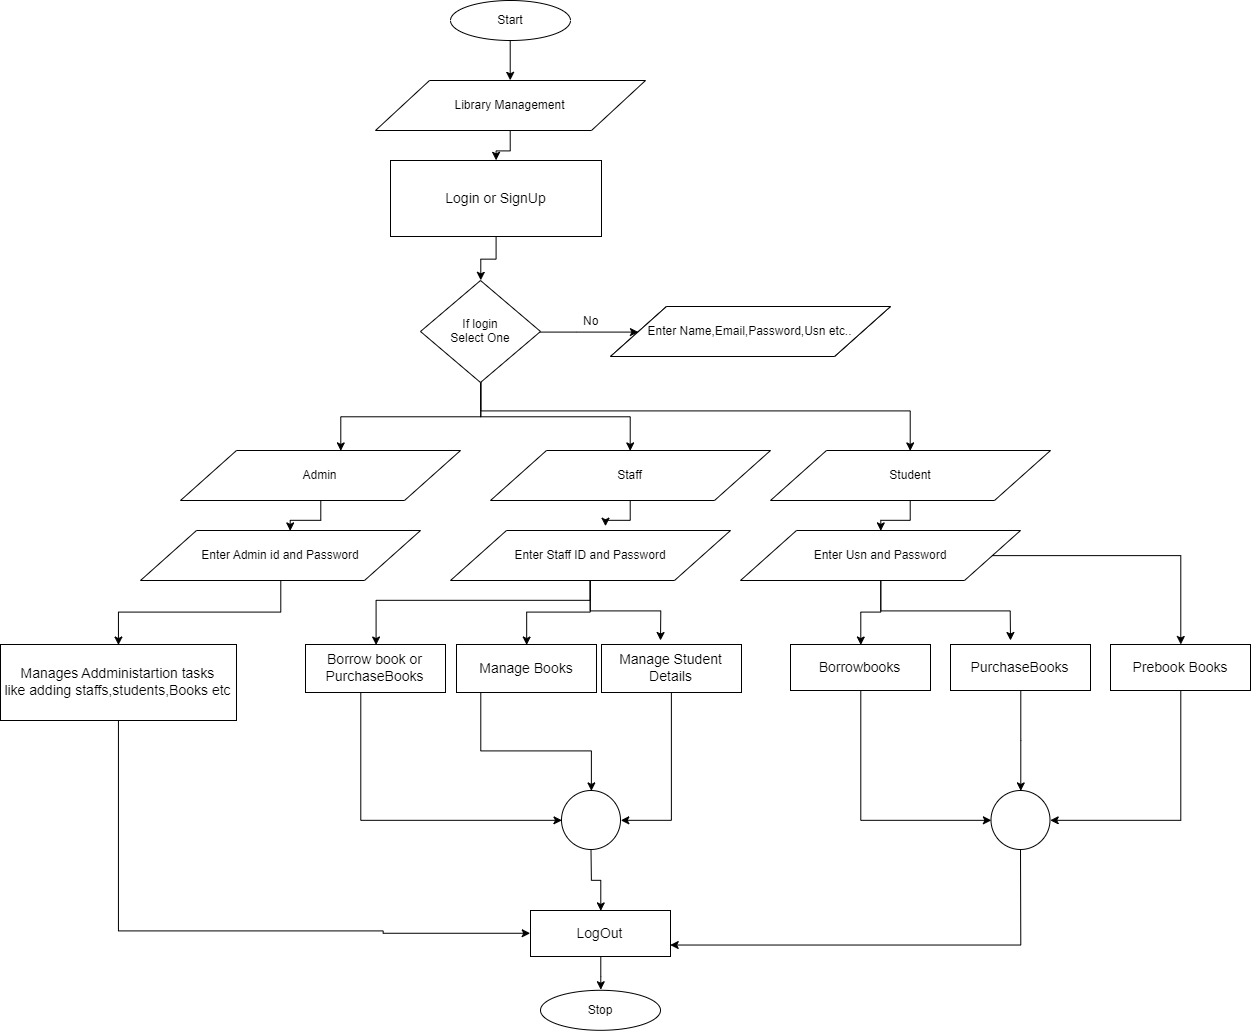 Start
Library Management
Login or SignUp
If login
Select One
No
Enter Name,Email,Password,Usn etc..
Admin
Staff
Student
Enter Admin id and Password
Enter Staff ID and Password
Enter Usn and Password
Manages Addministartion tasks
like adding staffs,students,Books etc
Borrow book or
PurchaseBooks
Manage Books
Manage Student
Details
Borrowbooks
PurchaseBooks
Prebook Books
LogOut
Stop